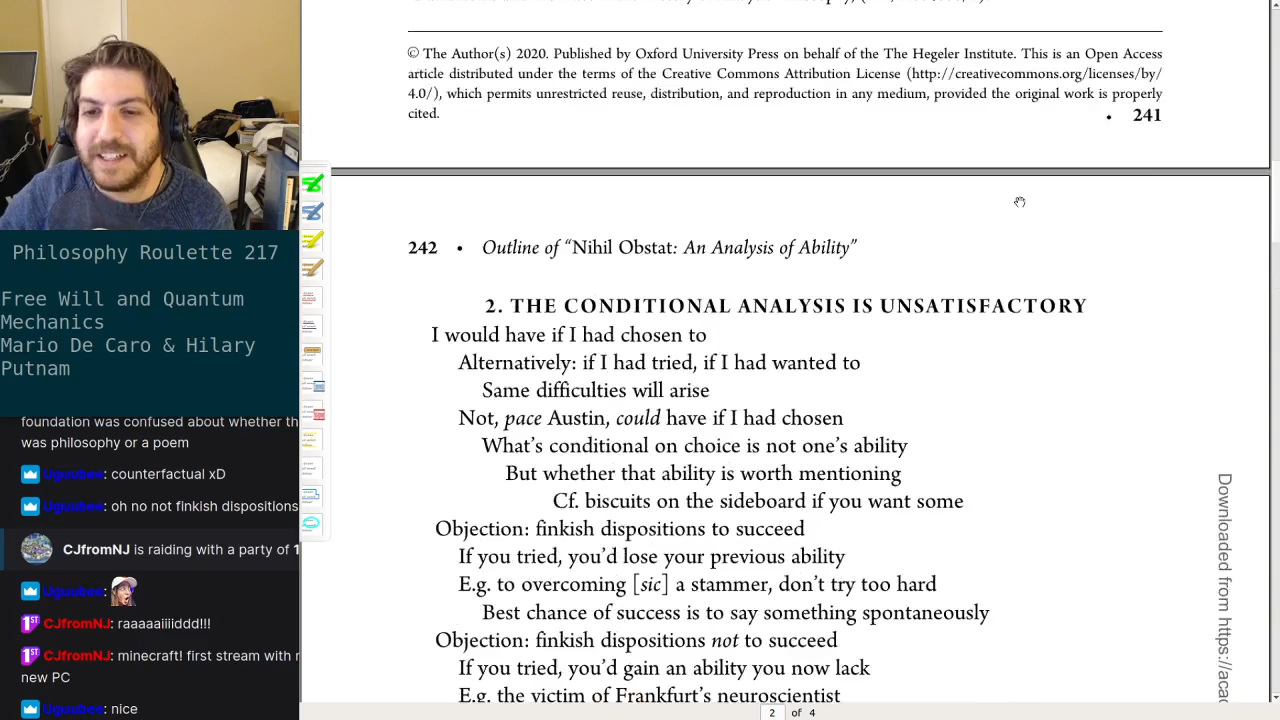 © The Author(s) 2020. Published by Oxford University Press on behalf of the The Hegeler Institute. This is an Open Access
article distributed under the terms of the Creative Commons Attribution License (http://creativecommons.org/licenses/by/
4.0/), which permits unrestricted reuse, distribution, and reproduction in any medium, provided the original work is properly
cited.
• 241
242 • Outline of “Nihil Obstat: An Analysis of Ability”
2. THE CONDITIONAL ANALYSIS IS UNSATISFACTORY
I would have if I had chosen to
Alternatively: if I had tried, if I had wanted to
Same difficulties will arise
Not, pace Austin, could have if I had chosen
What’s conditional on choice is not one’s ability
But whether that ability is worth mentioning
Cf. biscuits on the sideboard if you want some
Objection: finkish dispositions to succeed
If you tried, you’d lose your previous ability
E.g. to overcoming [sic] a stammer, don’t try too hard
Best chance of success is to say something spontaneously
Objection: finkish dispositions not to succeed
If you tried, you’d gain an ability you now lack
E.g. the victim of Frankfurt’s neuroscientist
Downloaded from https://acad
2 of 4
Philosophy Roulette 217
Free Will and Quantum
Mechanics
Mario De Caro & Hilary
Putnam
foundation was confused about whether th
was philosophy or a poem
Uguubee: counterfactual xD
Uguubee: oh no not finkish dispositions
CJfromNJ is raiding with a party of 1
Uguubee:
1ST CJfromNJ: raaaaaiiiiddd!!!
1ST CJfromNJ: minecraft! first stream with
new PC
Uguubee: nice